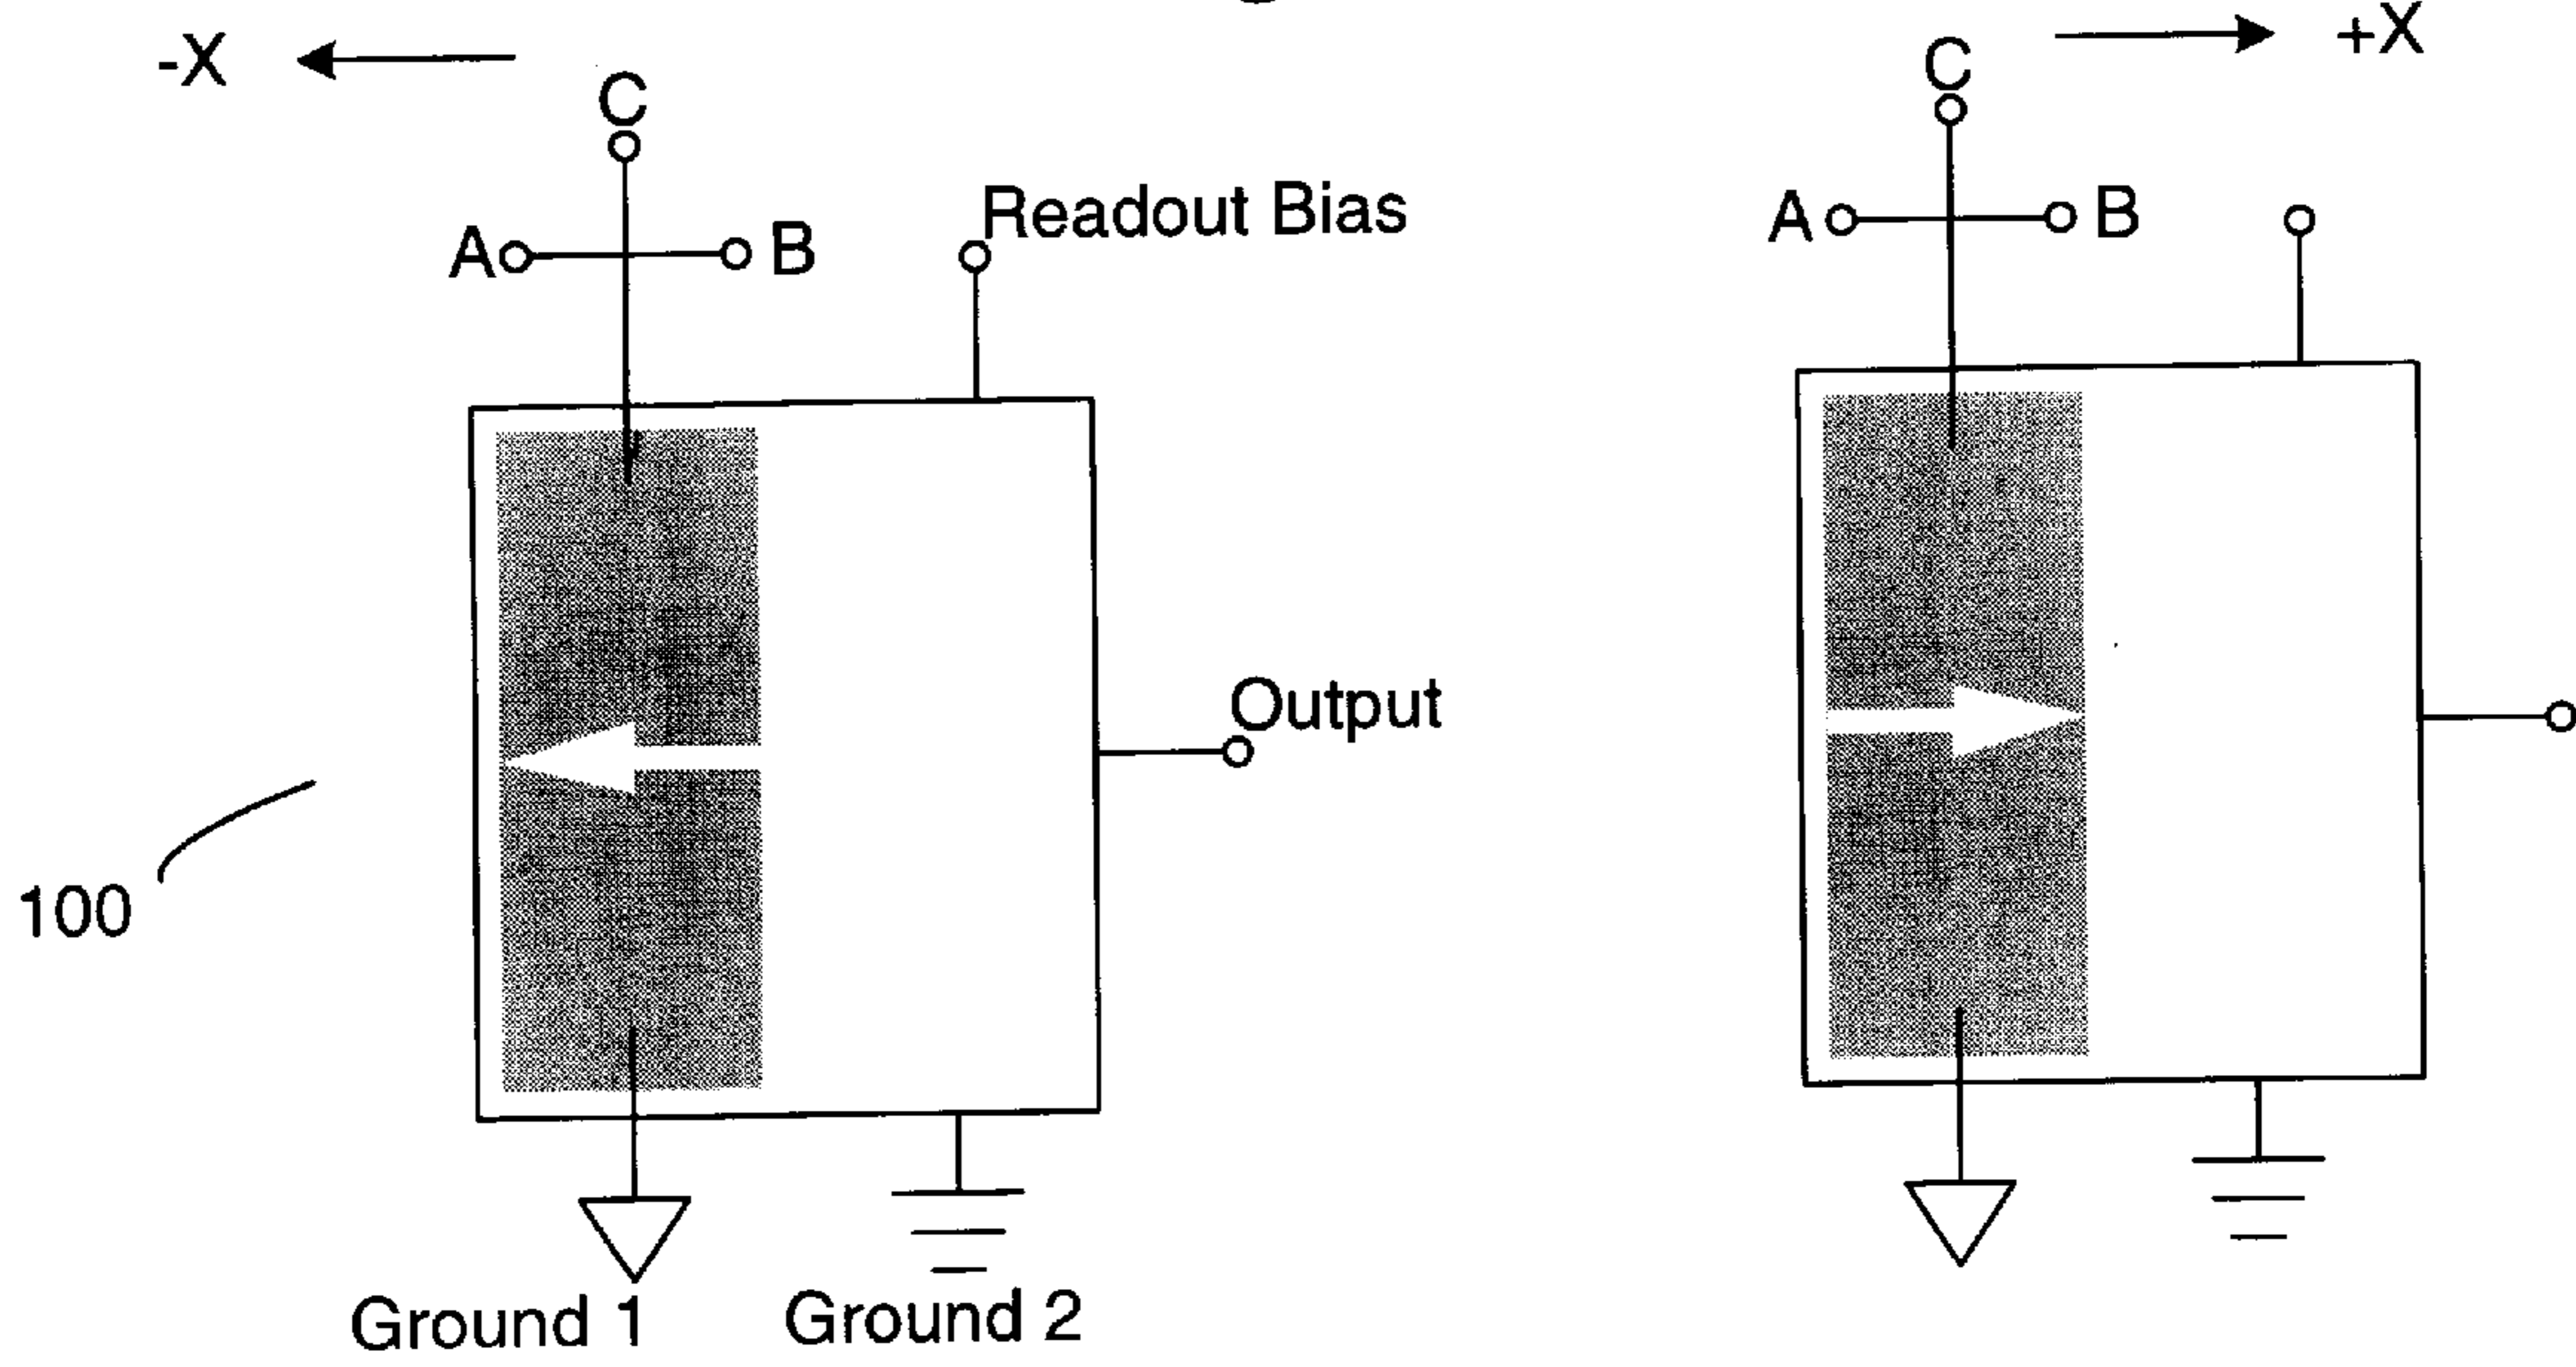 -X
+X
C
C
Readout Bias
A
B
A
B
Output
100
Ground 1
Ground 2